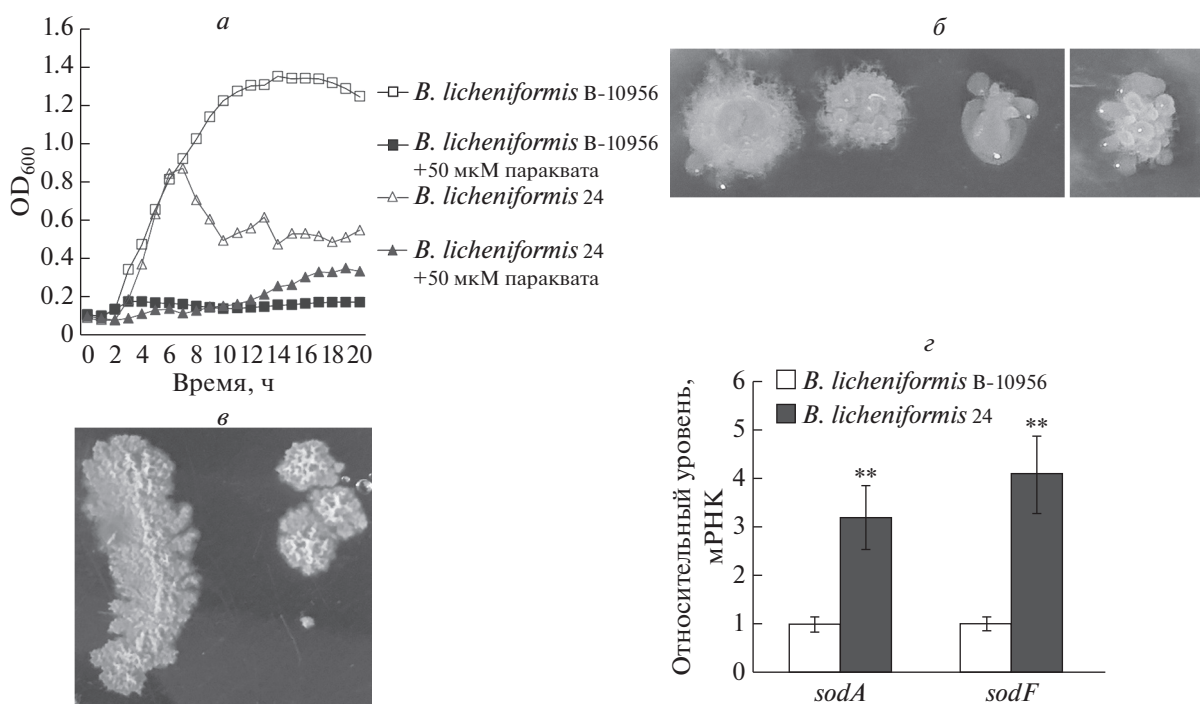 а
1.6
1.4
1.2
1.0
0.8
0.6
0.4
0.2
0
OD600
0 2 4 6 8 10 12 14 16 18 20
Время, ч
B. licheniformis В-10956
B. licheniformis В-10956
+50 мкМ параквата
B. licheniformis 24
B. licheniformis 24
+50 мкМ параквата
б
в
г
Относительный уровень,
мРНК
6
5
4
3
2
1
0
B. licheniformis В-10956
B. licheniformis 24
**
**
sodA
sodF